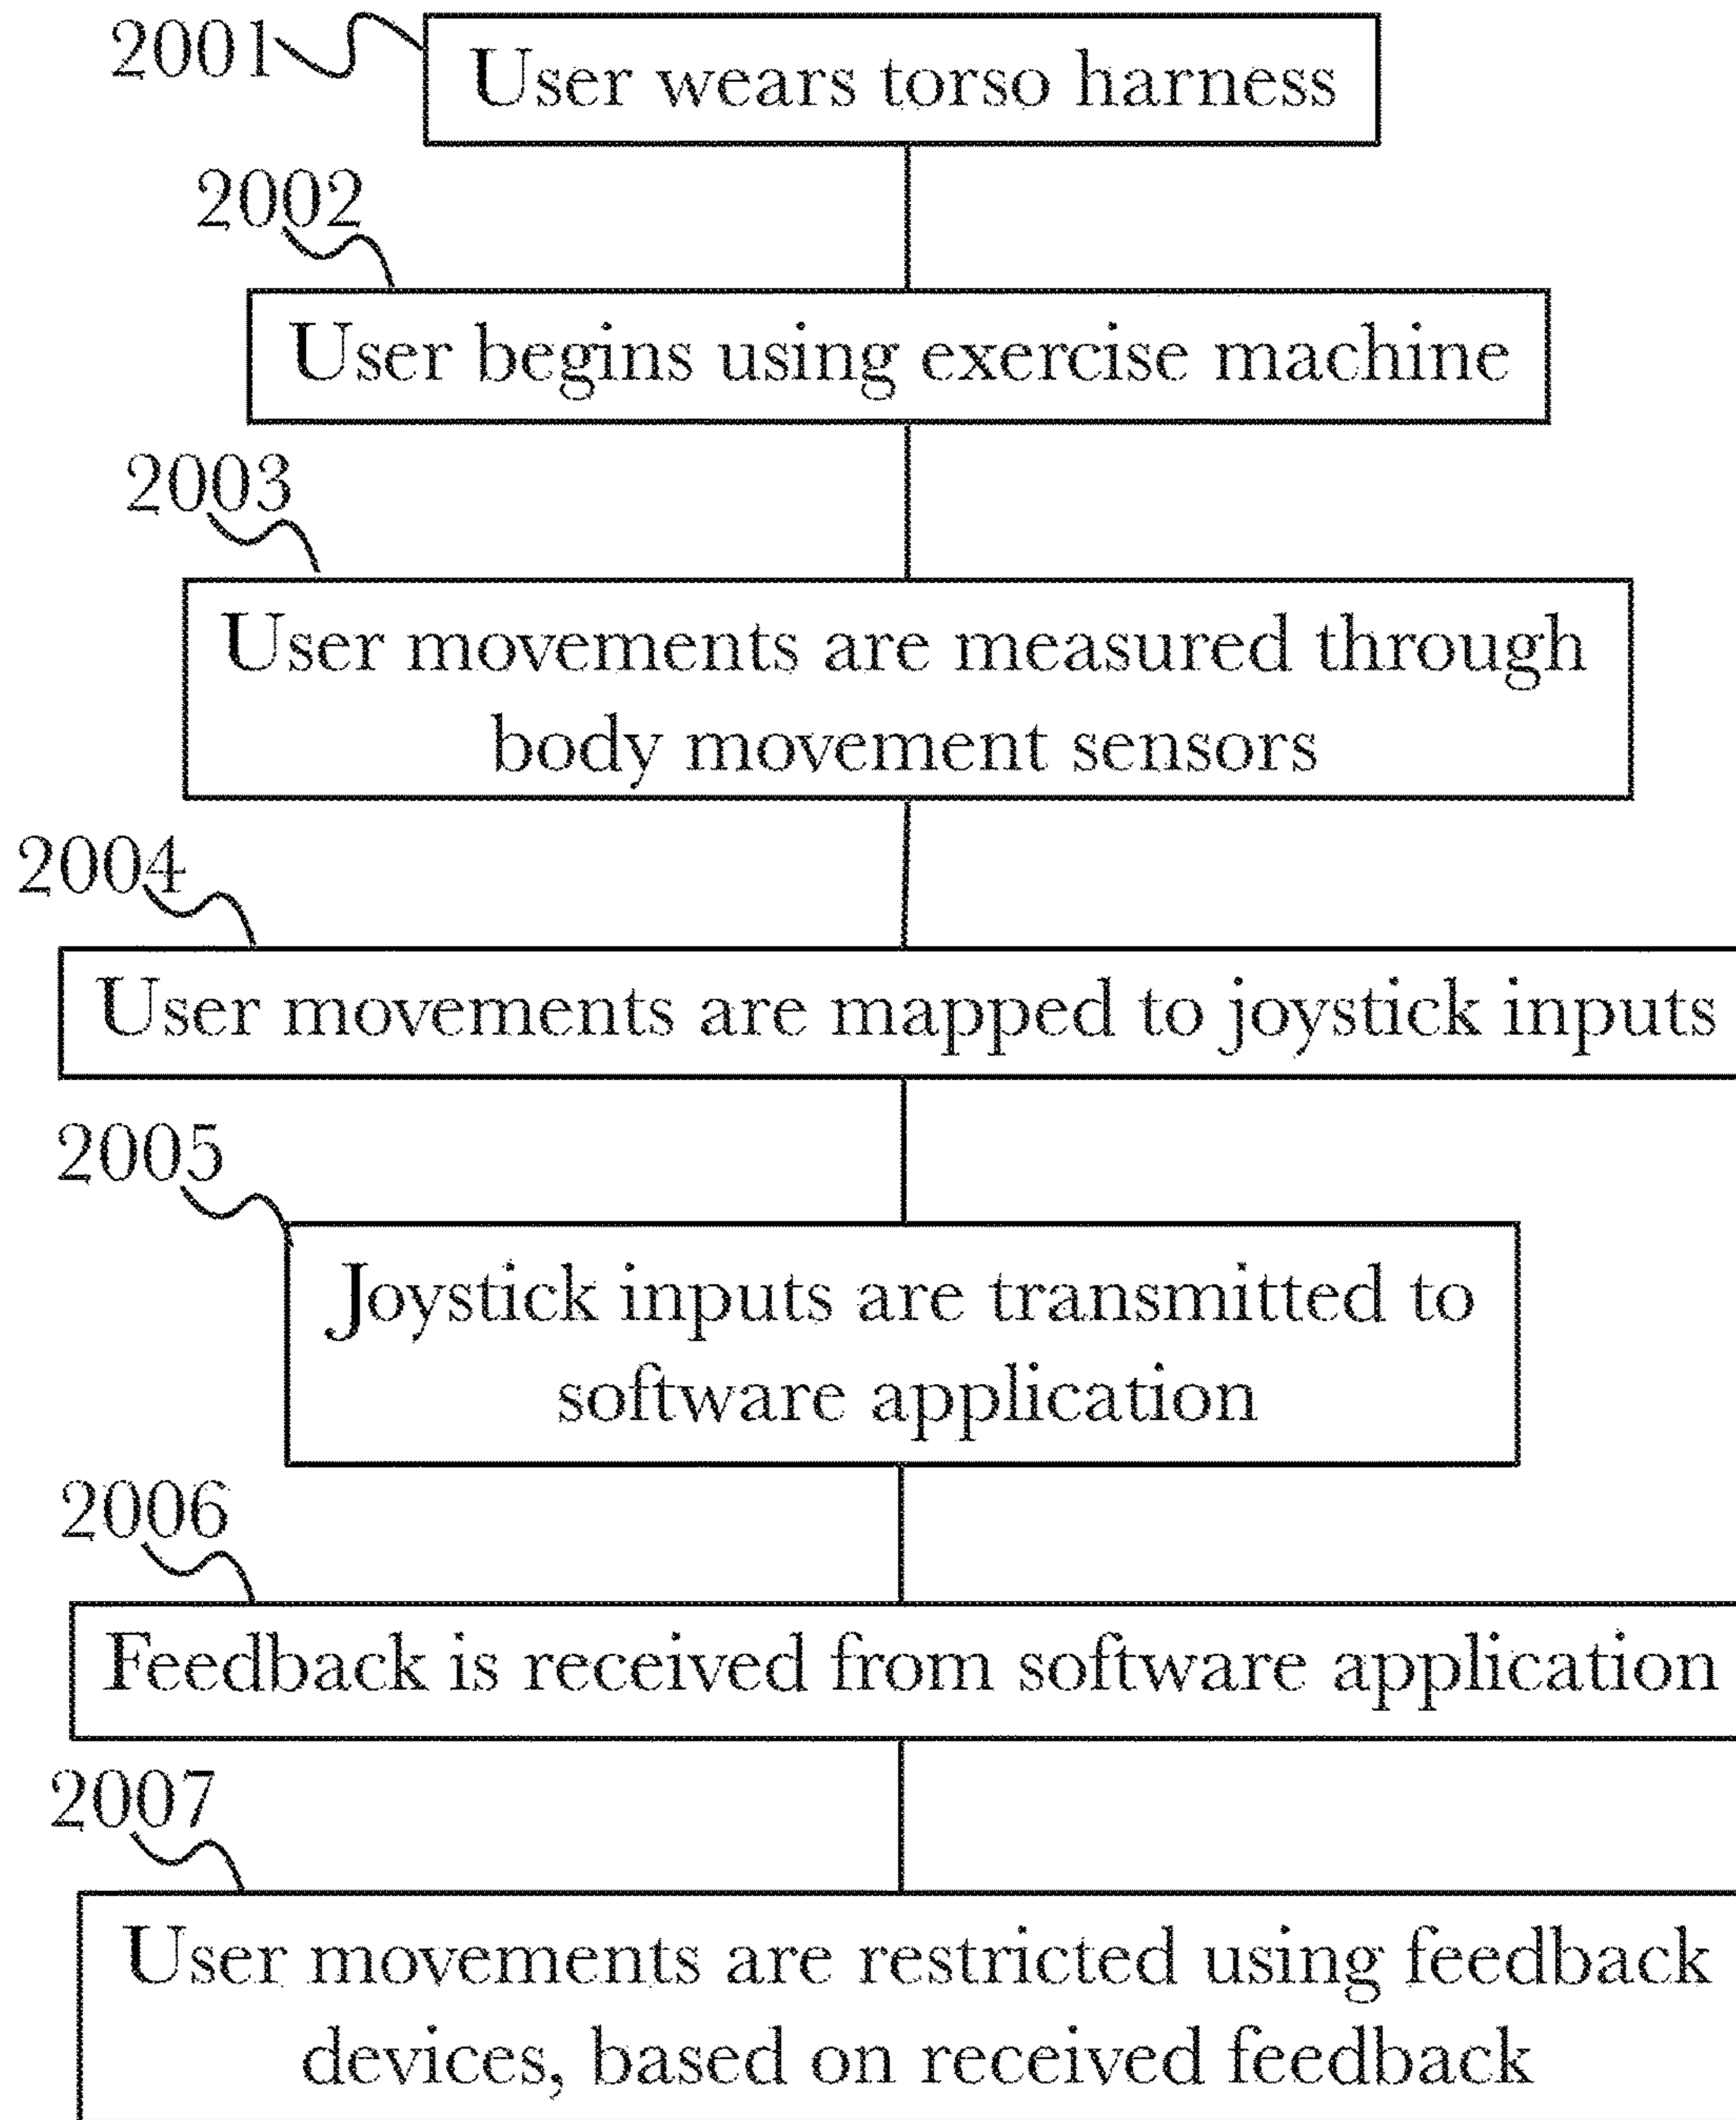 2001
User wears torso harness
2002
User begins using exercise machine
2003
User movements are measured through
body movement sensors
2004
User movements are mapped to joystick inputs
2005
Joystick inputs are transmitted to
software application
2006
Feedback is received from software application
2007
User movements are restricted using feedback
devices, based on received feedback